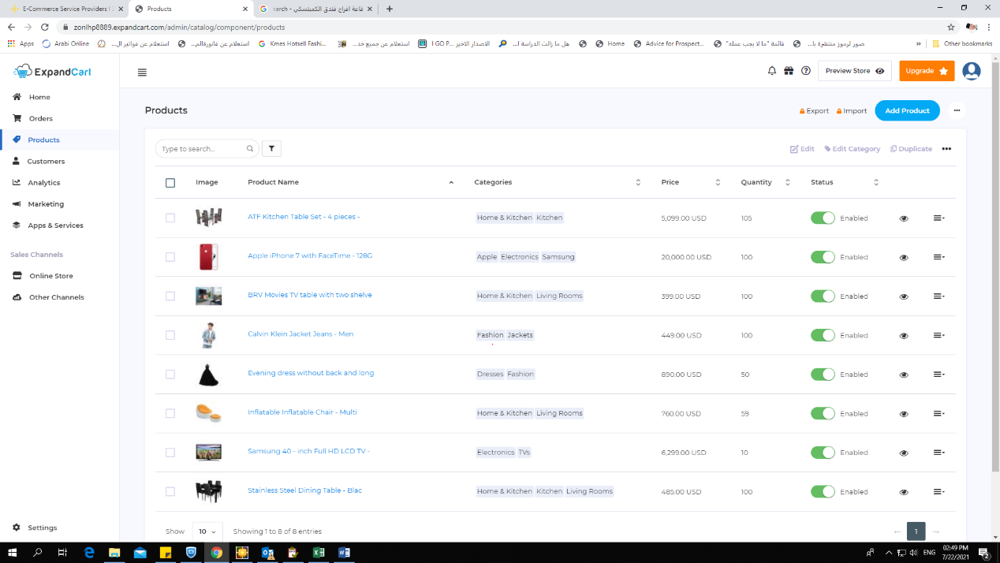 E-Commerce Service Providers I 2
Products
قاعة افراح فندق الكمبتسكي - earch
zonlhp8889.expandcart.com/admin/catalog/component/products
Apps Arabi Online استعلام عن فواتير ال... استعلام عن فاتورةالم... Kmes Hotsell Fashi... استعلام عن جميع خد... الاصدار الاخير I GO P... هل ما زالت الدراسة ا... Home Advice for Prospect... قائمة "ما لا يجب عمله" صور لرموز منتشرة با... » Other bookmarks
ExpandCart
Preview Store Upgrade
Home
Orders
Products
Customers
Analytics
Marketing
Apps & Services
Sales Channels
Online Store
Other Channels
Settings
Products Export Import Add Product
Type to search... Edit Edit Category Duplicate
Image Product Name Categories Price Quantity Status
ATF Kitchen Table Set - 4 pieces - Home & Kitchen Kitchen 5,099.00 USD 105 Enabled
Apple iPhone 7 with FaceTime - 128G Apple Electronics Samsung 20,000.00 USD 100 Enabled
BRV Movies TV table with two shelve Home & Kitchen Living Rooms 399.00 USD 100 Enabled
Calvin Klein Jacket Jeans - Men Fashion Jackets 449.00 USD 100 Enabled
Evening dress without back and long Dresses Fashion 890.00 USD 50 Enabled
Inflatable Inflatable Chair - Multi Home & Kitchen Living Rooms 760.00 USD 59 Enabled
Samsung 40 - inch Full HD LCD TV - Electronics TVs 6,299.00 USD 10 Enabled
Stainless Steel Dining Table - Blac Home & Kitchen Kitchen Living Rooms 485.00 USD 100 Enabled
Show 10 Showing 1 to 8 of 8 entries ← 1 →
ENG 02:49 PM
7/22/2021 2